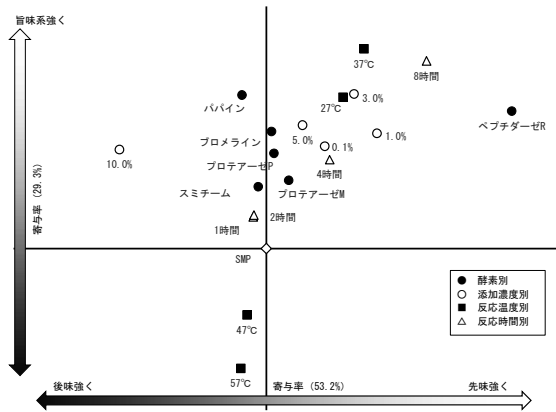 旨味系強く
37℃
8時間
パパイン
27℃
3.0%
ペプチダーゼR
ブロメライン
5.0%
1.0%
10.0%
0.1%
プロテアーゼP
4時間
スミチーム
プロテアーゼM
1時間
2時間
寄与率 (29.3%)
SMP
酵素別
添加濃度別
反応温度別
反応時間別
47℃
57℃
後味強く
寄与率 (53.2%)
先味強く